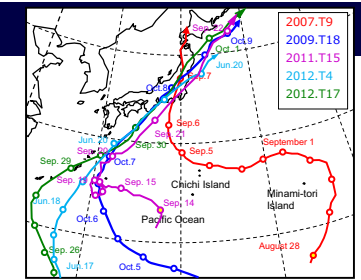 2007.T9
2009.T18
2011.T15
2012.T4
2012.T17
Sep. 22
Oct. 1
Oct.9
Jun.20
Sep.7
Oct.8
Sep.6
Sep. 21
Jun. 20
Sep. 30
Sep.5
September 1
Sep. 29
Oct.7
Chichi Island
Minami-tori
Island
Sep. 15
Sep. 14
Jun.18
Oct.6
Pacific Ocean
August 28
Sep. 26
Jun.17
Oct.5